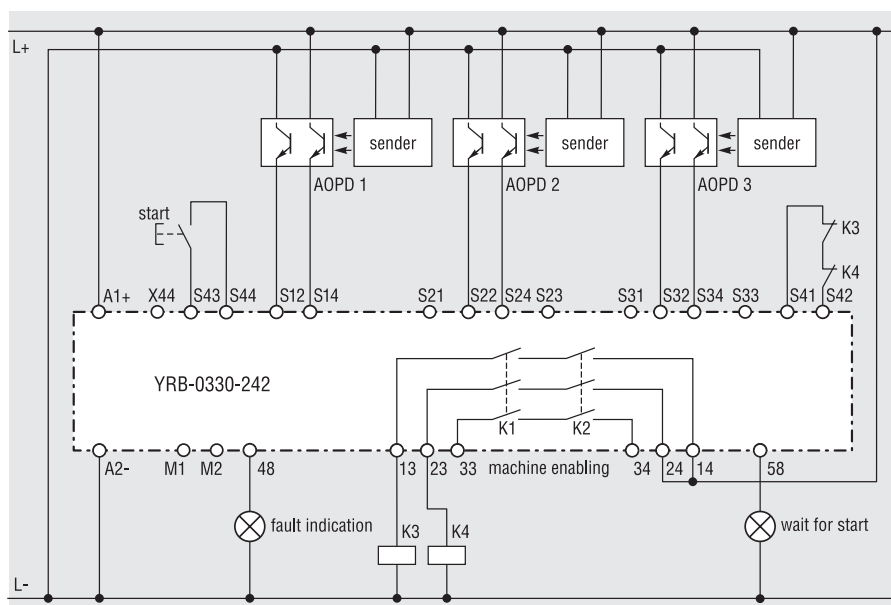 L+
sender
sender
sender
AOPD 1
AOPD 2
AOPD 3
start
K3
K4
A1+
X44
S43
S44
S12
S14
S21
S22
S24
S23
S31
S32
S34
S33
S41
S42
YRB-0330-242
K1
K2
A2-
M1
M2
48
13
23
33
machine enabling
34
24
14
58
fault indication
K3
K4
wait for start
L-